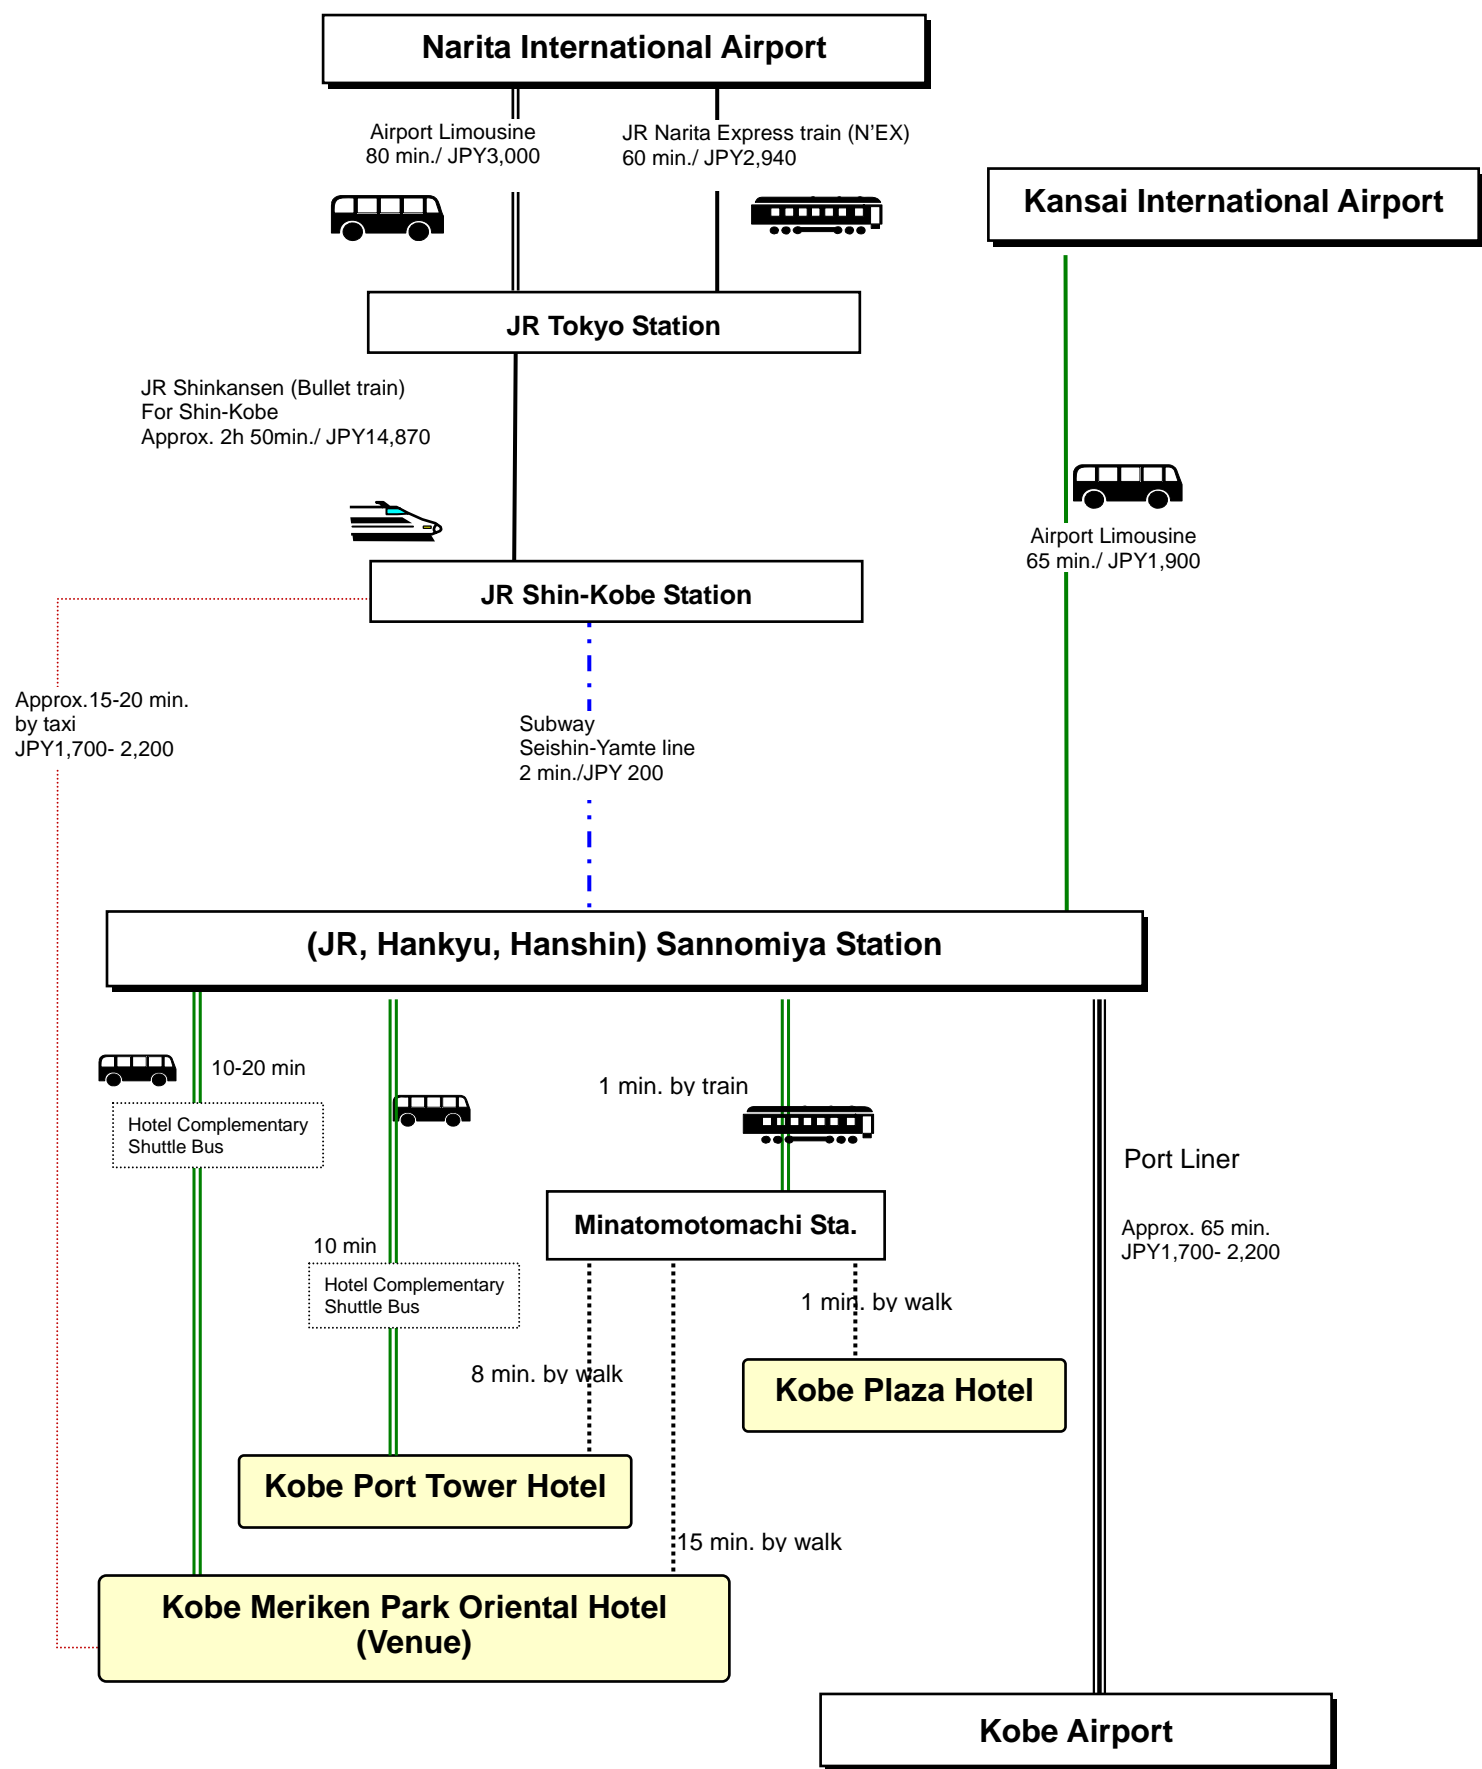 Narita International Airport
Airport Limousine
80 min./ JPY3,000
JR Narita Express train (N’EX)
60 min./ JPY2,940
Kansai International Airport
JR Tokyo Station
JR Shinkansen (Bullet train)
For Shin-Kobe
Approx. 2h 50min./ JPY14,870
Airport Limousine
65 min./ JPY1,900
JR Shin-Kobe Station
Approx.15-20 min.
by taxi
JPY1,700- 2,200
Subway
Seishin-Yamte line
2 min./JPY 200
(JR, Hankyu, Hanshin) Sannomiya Station
10-20 min
Hotel Complementary
Shuttle Bus
1 min. by train
Port Liner
Approx. 65 min.
JPY1,700- 2,200
Minatomotomachi Sta.
10 min
Hotel Complementary
Shuttle Bus
1 min. by walk
8 min. by walk
Kobe Plaza Hotel
Kobe Port Tower Hotel
15 min. by walk
Kobe Meriken Park Oriental Hotel
(Venue)
Kobe Airport